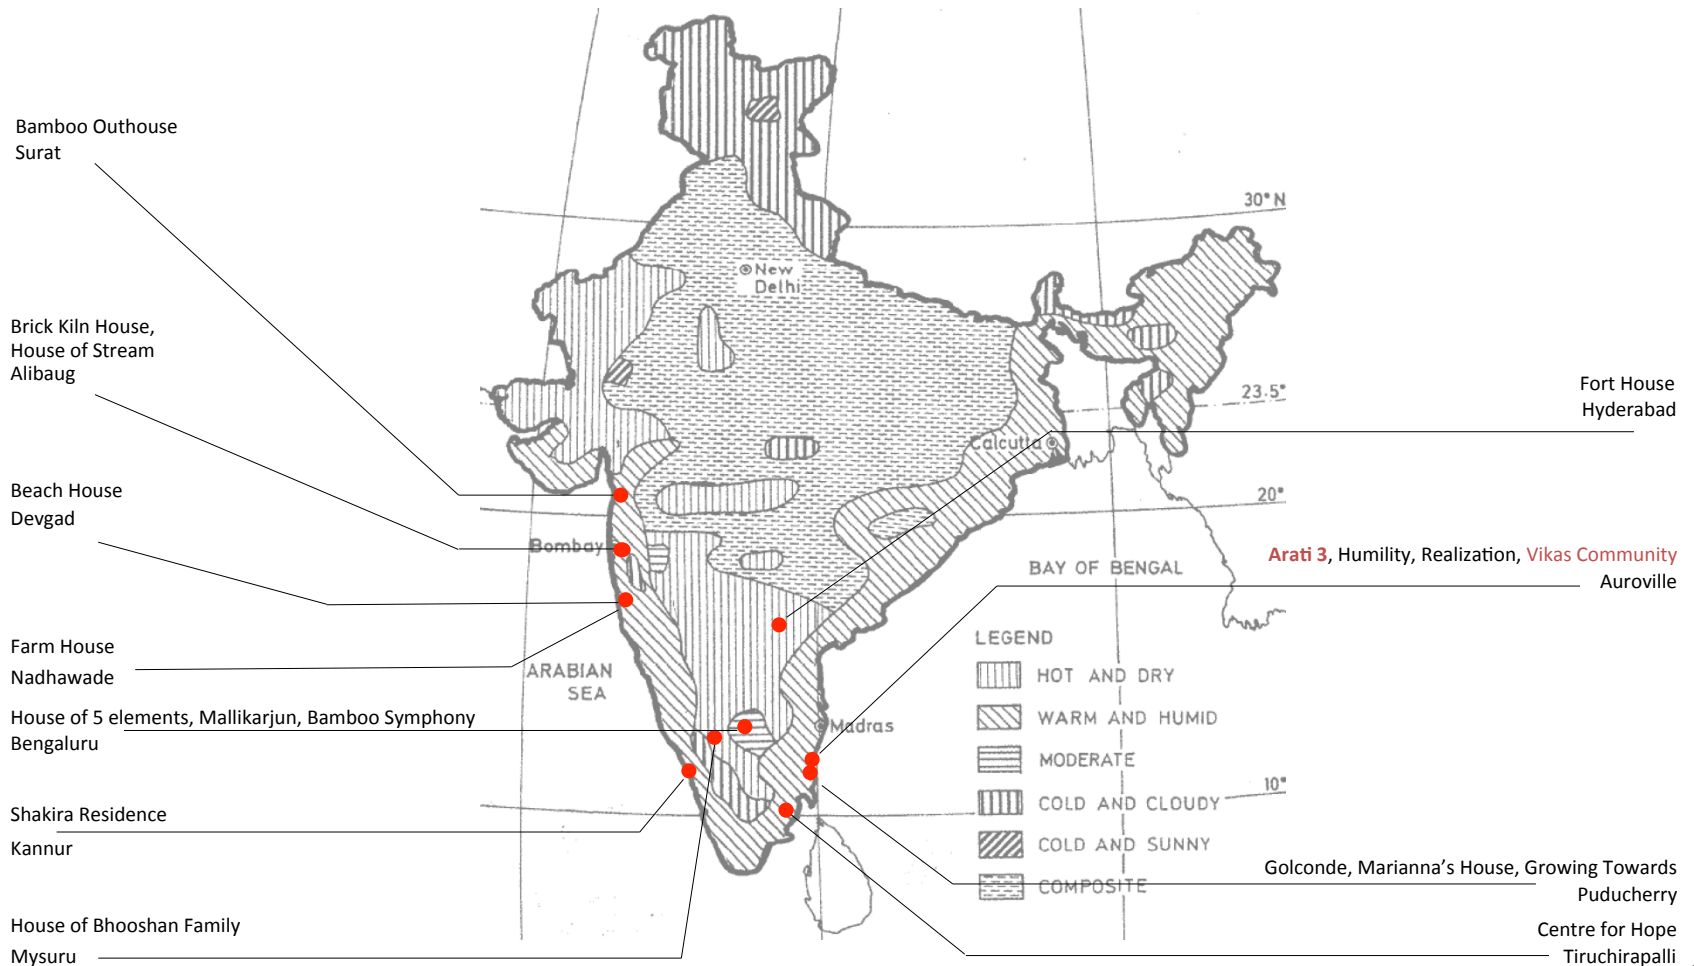 Bamboo Outhouse
Surat
Brick Kiln House,
House of Stream
Alibaug
Beach House
Devgad
Farm House
Nadhawade
House of 5 elements, Mallikarjun, Bamboo Symphony
Bengaluru
Shakira Residence
Kannur
House of Bhooshan Family
Mysuru
New
Delhi
Calcutta
Bombay
ARABIAN
SEA
Madras
BAY OF BENGAL
30° N
23.5°
20°
10°
LEGEND
HOT AND DRY
WARM AND HUMID
MODERATE
COLD AND CLOUDY
COLD AND SUNNY
COMPOSITE
Fort House
Hyderabad
Arati 3, Humility, Realization, Vikas Community
Auroville
Golconde, Marianna’s House, Growing Towards
Puducherry
Centre for Hope
Tiruchirapalli